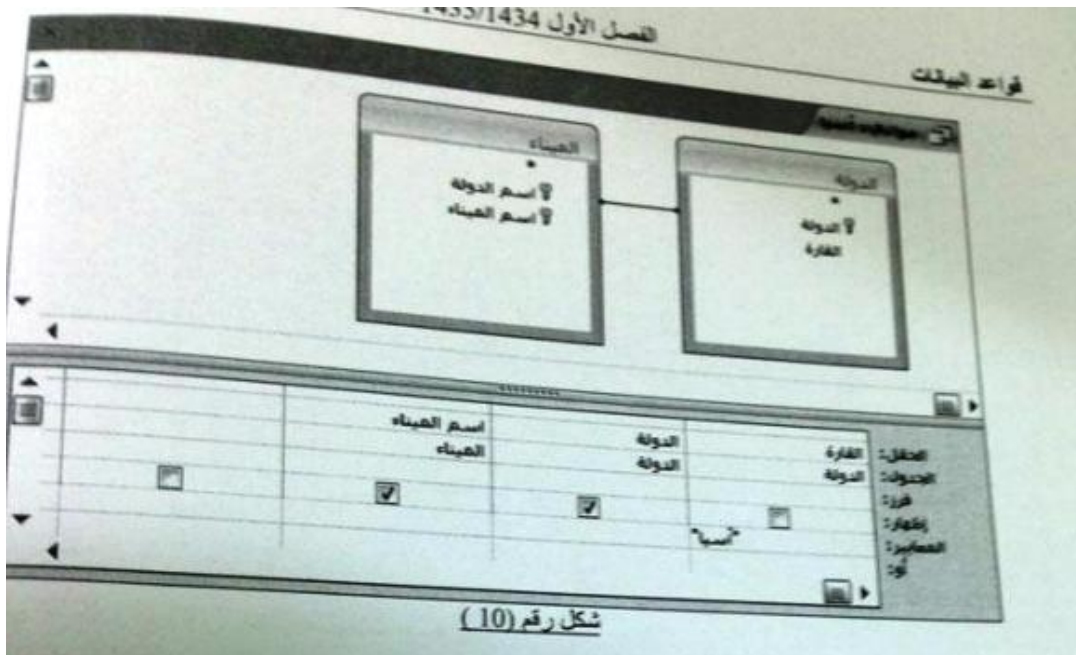 قواعد البيانات
الفصل الأول 1435/1434
الدولة
*
الدولة
القارة
الميناء
*
اسم الدولة
اسم الميناء
الحقل: القارة الدولة اسم الميناء
الجدول: الدولة الدولة الميناء
فرز:
إظهار:
المعايير: "آسيا"
أو:
شكل رقم (10)